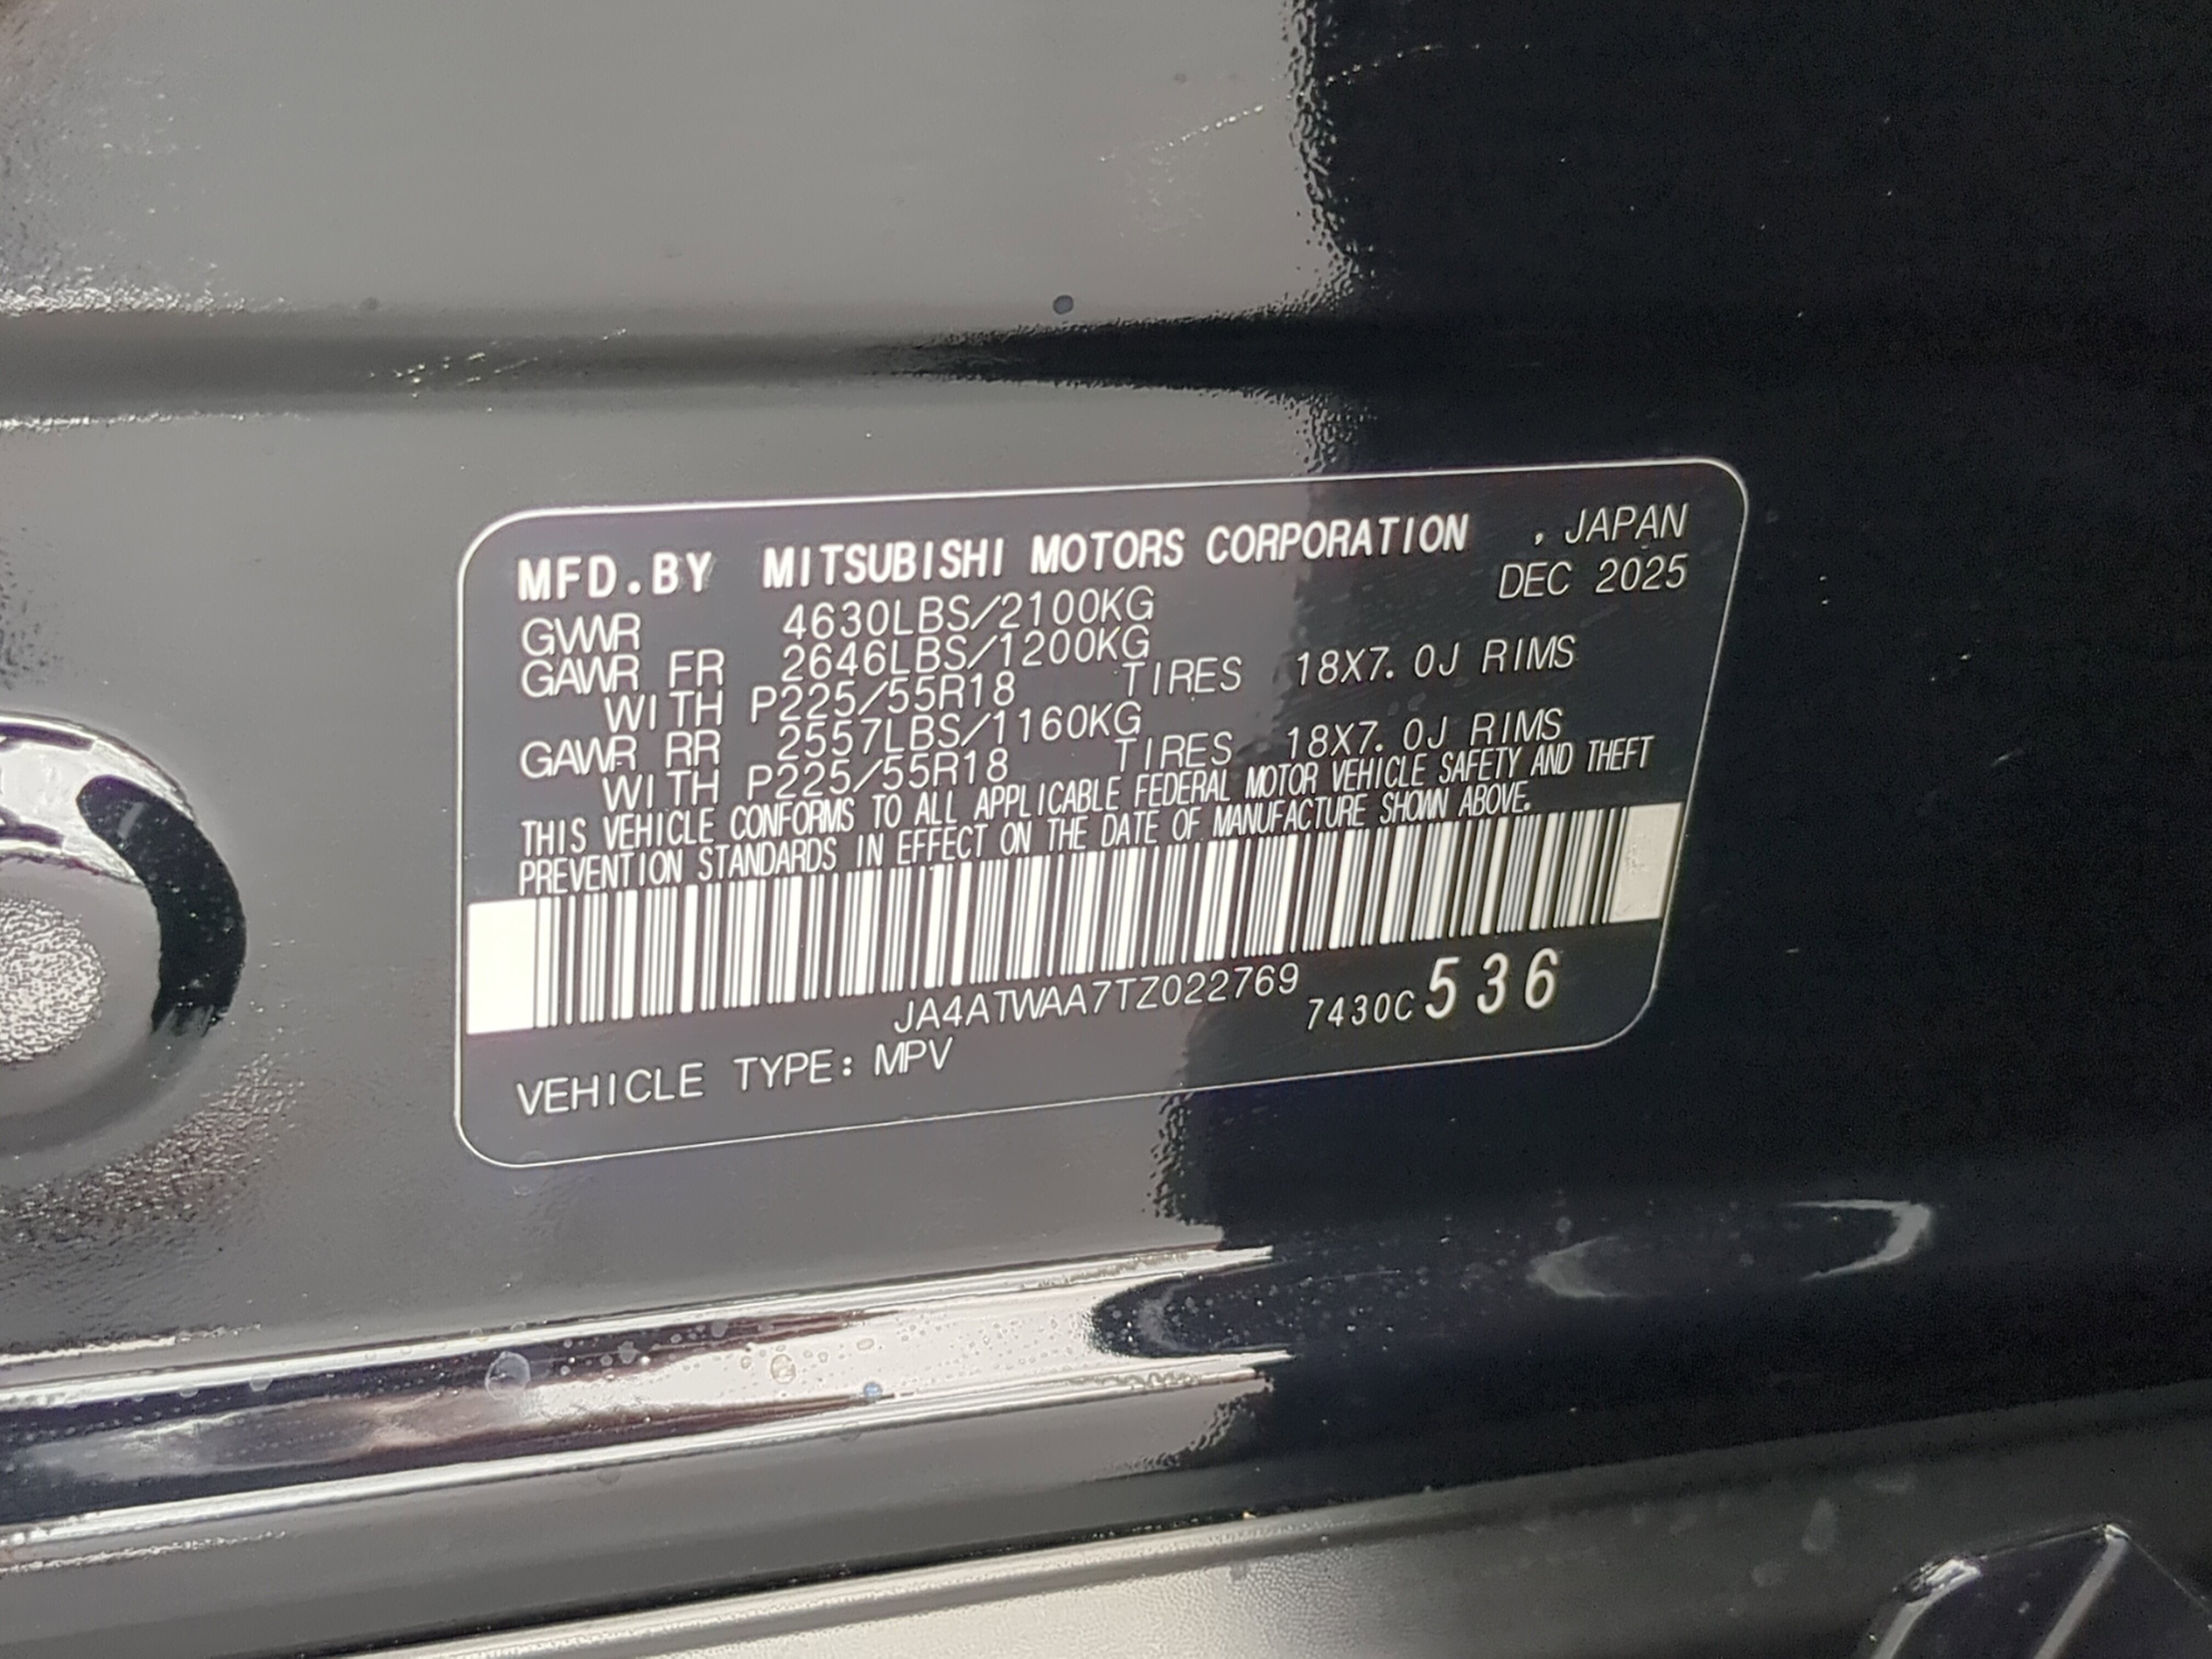 MFD.BY MITSUBISHI MOTORS CORPORATION , JAPAN
DEC 2025
GVWR 4630LBS/2100KG
GAWR FR 2646LBS/1200KG
WITH P225/55R18 TIRES 18X7.0J RIMS
GAWR RR 2557LBS/1160KG
WITH P225/55R18 TIRES 18X7.0J RIMS
THIS VEHICLE CONFORMS TO ALL APPLICABLE FEDERAL MOTOR VEHICLE SAFETY AND THEFT
PREVENTION STANDARDS IN EFFECT ON THE DATE OF MANUFACTURE SHOWN ABOVE.
JA4ATWAA7TZ022769
7430C 536
VEHICLE TYPE: MPV